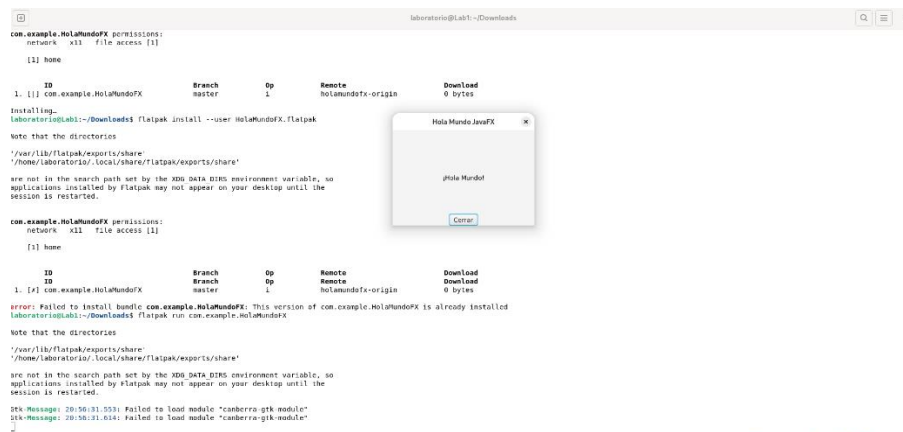 laboratorio@Lab1:~/Downloads
com.example.HolaMundoFX permissions:
network x11 file access [1]
[1] home
ID Branch Op Remote Download
1. [|] com.example.HolaMundoFX master i holamundofx-origin 0 bytes
Installing…
laboratorio@Lab1:~/Downloads$ flatpak install --user HolaMundoFX.flatpak
Note that the directories
'/var/lib/flatpak/exports/share'
'/home/laboratorio/.local/share/flatpak/exports/share'
are not in the search path set by the XDG_DATA_DIRS environment variable, so
applications installed by Flatpak may not appear on your desktop until the
session is restarted.
com.example.HolaMundoFX permissions:
network x11 file access [1]
[1] home
ID Branch Op Remote Download
ID Branch Op Remote Download
1. [✗] com.example.HolaMundoFX master i holamundofx-origin 0 bytes
error: Failed to install bundle com.example.HolaMundoFX: This version of com.example.HolaMundoFX is already installed
laboratorio@Lab1:~/Downloads$ flatpak run com.example.HolaMundoFX
Note that the directories
'/var/lib/flatpak/exports/share'
'/home/laboratorio/.local/share/flatpak/exports/share'
are not in the search path set by the XDG_DATA_DIRS environment variable, so
applications installed by Flatpak may not appear on your desktop until the
session is restarted.
Gtk-Message: 20:56:31.553: Failed to load module "canberra-gtk-module"
Gtk-Message: 20:56:31.614: Failed to load module "canberra-gtk-module"
Hola Mundo JavaFX
¡Hola Mundo!
Cerrar